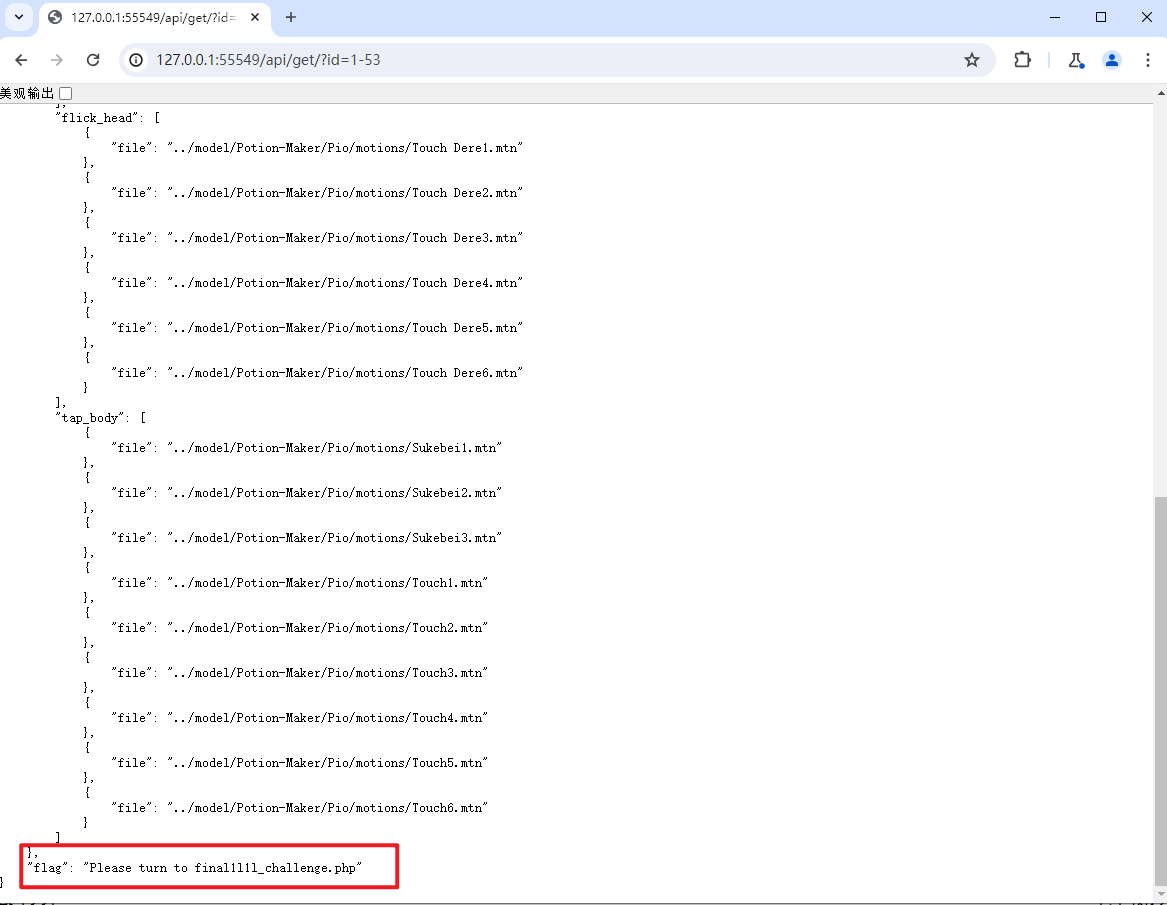 127.0.0.1:55549/api/get/?id=
127.0.0.1:55549/api/get/?id=1-53
美观输出
],
"flick_head": [
{
"file": "../model/Potion-Maker/Pio/motions/Touch Dere1.mtn"
},
{
"file": "../model/Potion-Maker/Pio/motions/Touch Dere2.mtn"
},
{
"file": "../model/Potion-Maker/Pio/motions/Touch Dere3.mtn"
},
{
"file": "../model/Potion-Maker/Pio/motions/Touch Dere4.mtn"
},
{
"file": "../model/Potion-Maker/Pio/motions/Touch Dere5.mtn"
},
{
"file": "../model/Potion-Maker/Pio/motions/Touch Dere6.mtn"
}
],
"tap_body": [
{
"file": "../model/Potion-Maker/Pio/motions/Sukebei1.mtn"
},
{
"file": "../model/Potion-Maker/Pio/motions/Sukebei2.mtn"
},
{
"file": "../model/Potion-Maker/Pio/motions/Sukebei3.mtn"
},
{
"file": "../model/Potion-Maker/Pio/motions/Touch1.mtn"
},
{
"file": "../model/Potion-Maker/Pio/motions/Touch2.mtn"
},
{
"file": "../model/Potion-Maker/Pio/motions/Touch3.mtn"
},
{
"file": "../model/Potion-Maker/Pio/motions/Touch4.mtn"
},
{
"file": "../model/Potion-Maker/Pio/motions/Touch5.mtn"
},
{
"file": "../model/Potion-Maker/Pio/motions/Touch6.mtn"
}
]
},
"flag": "Please turn to final1l1l_challenge.php"
}